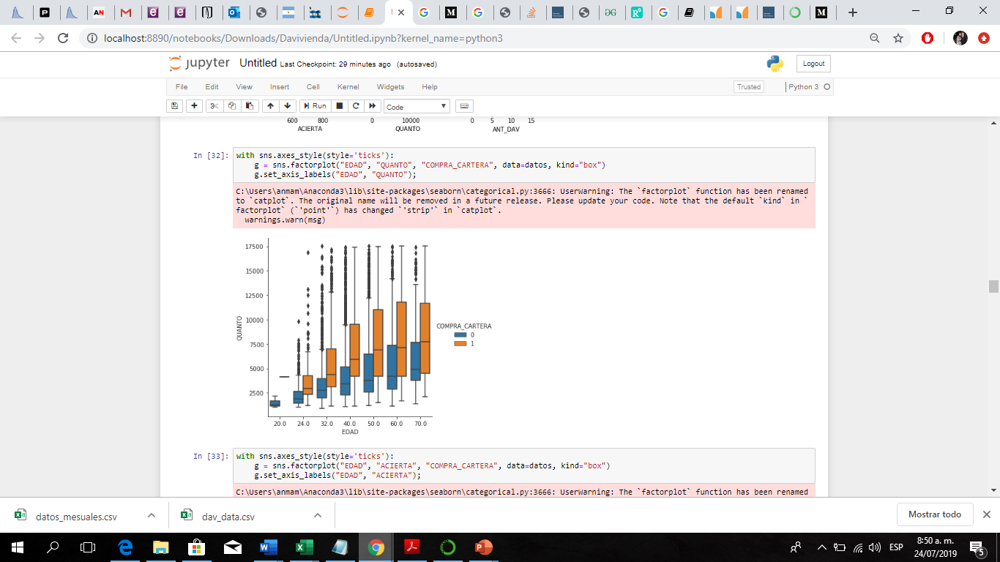 localhost:8890/notebooks/Downloads/Davivienda/Untitled.ipynb?kernel_name=python3
jupyter Untitled Last Checkpoint: 29 minutes ago (autosaved)
Logout
File Edit View Insert Cell Kernel Widgets Help
Trusted Python 3
Run Code
600 800 0 10000 0 5 10 15
ACIERTA QUANTO ANT_DAV
In [32]: with sns.axes_style(style='ticks'):
g = sns.factorplot("EDAD", "QUANTO", "COMPRA_CARTERA", data=datos, kind="box")
g.set_axis_labels("EDAD", "QUANTO");
C:\Users\anmam\Anaconda3\lib\site-packages\seaborn\categorical.py:3666: UserWarning: The `factorplot` function has been renamed
to `catplot`. The original name will be removed in a future release. Please update your code. Note that the default `kind` in `
factorplot` (`'point'`) has changed `'strip'` in `catplot`.
warnings.warn(msg)
17500
15000
12500
10000
7500
5000
2500
QUANTO
COMPRA_CARTERA
0
1
20.0 24.0 32.0 40.0 50.0 60.0 70.0
EDAD
In [33]: with sns.axes_style(style='ticks'):
g = sns.factorplot("EDAD", "ACIERTA", "COMPRA_CARTERA", data=datos, kind="box")
g.set_axis_labels("EDAD", "ACIERTA");
C:\Users\anmam\Anaconda3\lib\site-packages\seaborn\categorical.py:3666: UserWarning: The `factorplot` function has been renamed
datos_mesuales.csv
dav_data.csv
Mostrar todo
ESP
8:50 a. m.
24/07/2019
5